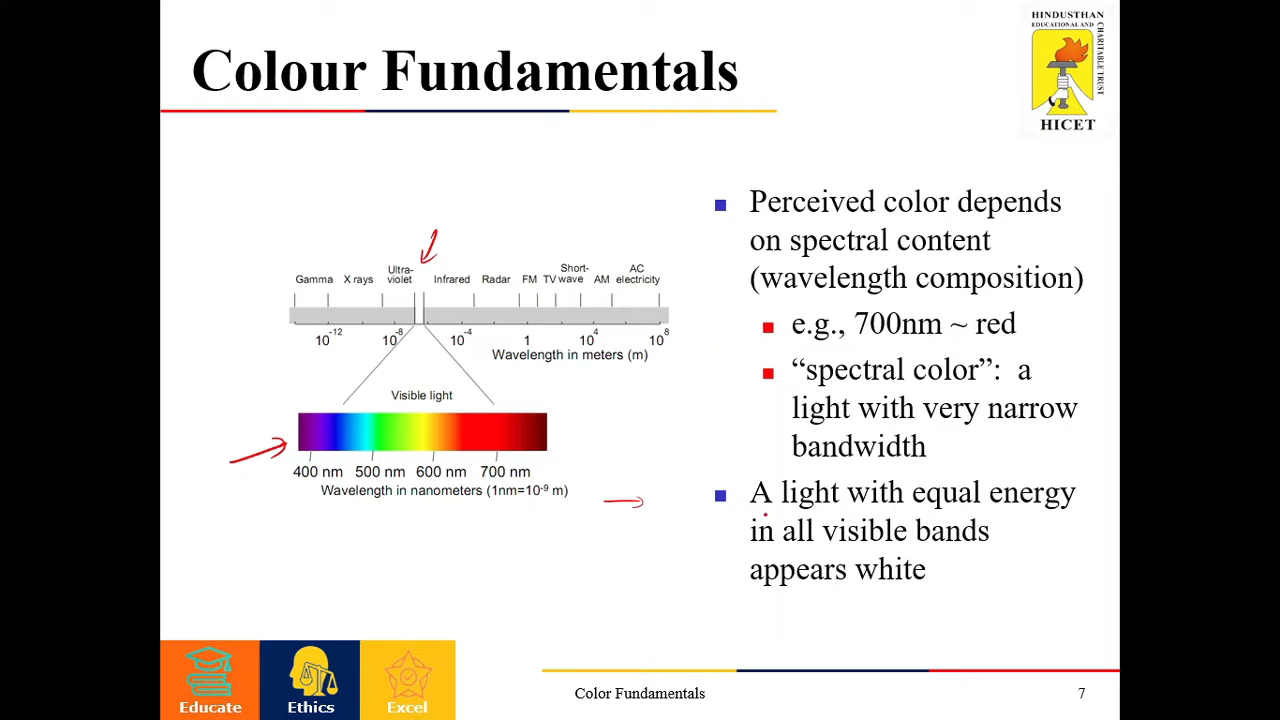 Colour Fundamentals
HINDUSTHAN
EDUCATIONAL AND
CHARITABLE TRUST
HICET
Gamma X rays Ultra-violet Infrared Radar FM TV Short-wave AM AC electricity
10-12 10-8 10-4 1 104 108
Wavelength in meters (m)
Visible light
400 nm 500 nm 600 nm 700 nm
Wavelength in nanometers (1nm=10-9 m)
Perceived color depends
on spectral content
(wavelength composition)
e.g., 700nm ~ red
“spectral color”: a
light with very narrow
bandwidth
A light with equal energy
in all visible bands
appears white
Educate Ethics Excel
Color Fundamentals 7